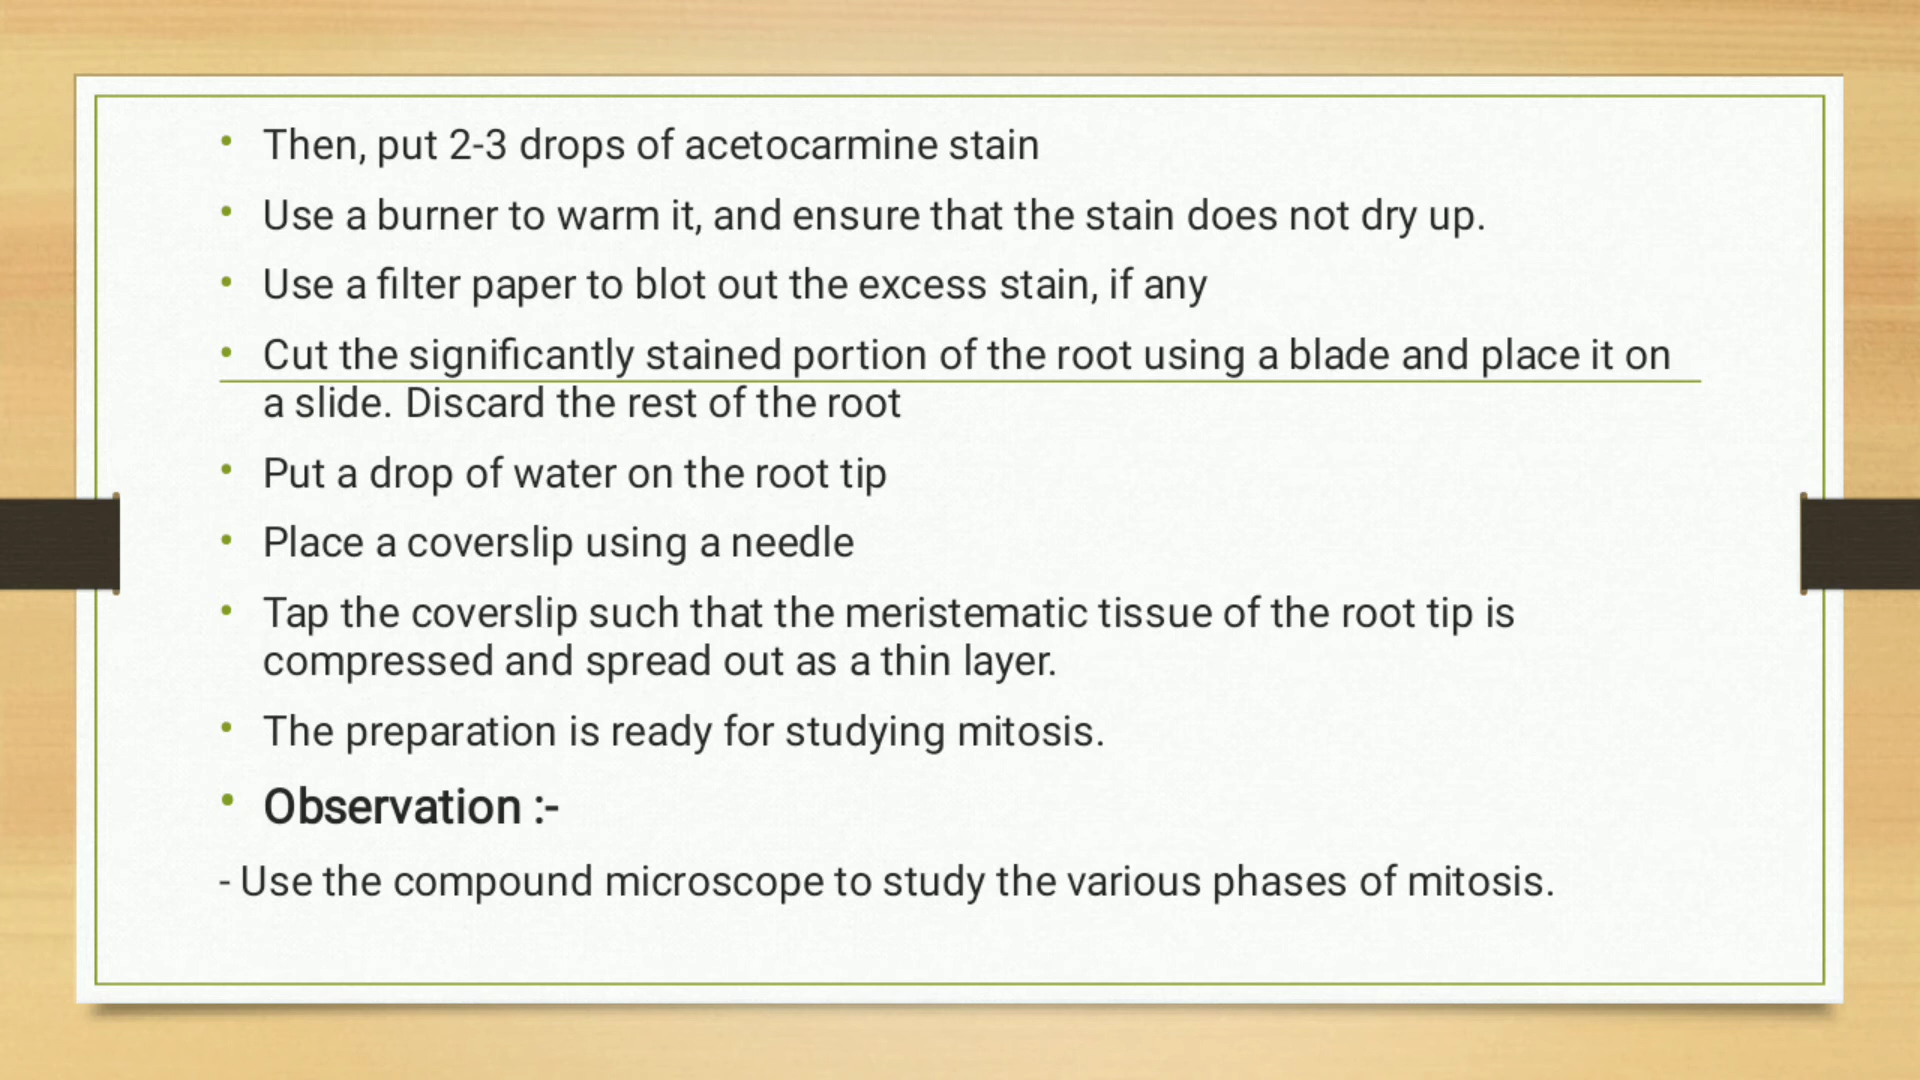 • Then, put 2-3 drops of acetocarmine stain
• Use a burner to warm it, and ensure that the stain does not dry up.
• Use a filter paper to blot out the excess stain, if any
• Cut the significantly stained portion of the root using a blade and place it on
a slide. Discard the rest of the root
• Put a drop of water on the root tip
• Place a coverslip using a needle
• Tap the coverslip such that the meristematic tissue of the root tip is
compressed and spread out as a thin layer.
• The preparation is ready for studying mitosis.
• Observation :-
- Use the compound microscope to study the various phases of mitosis.